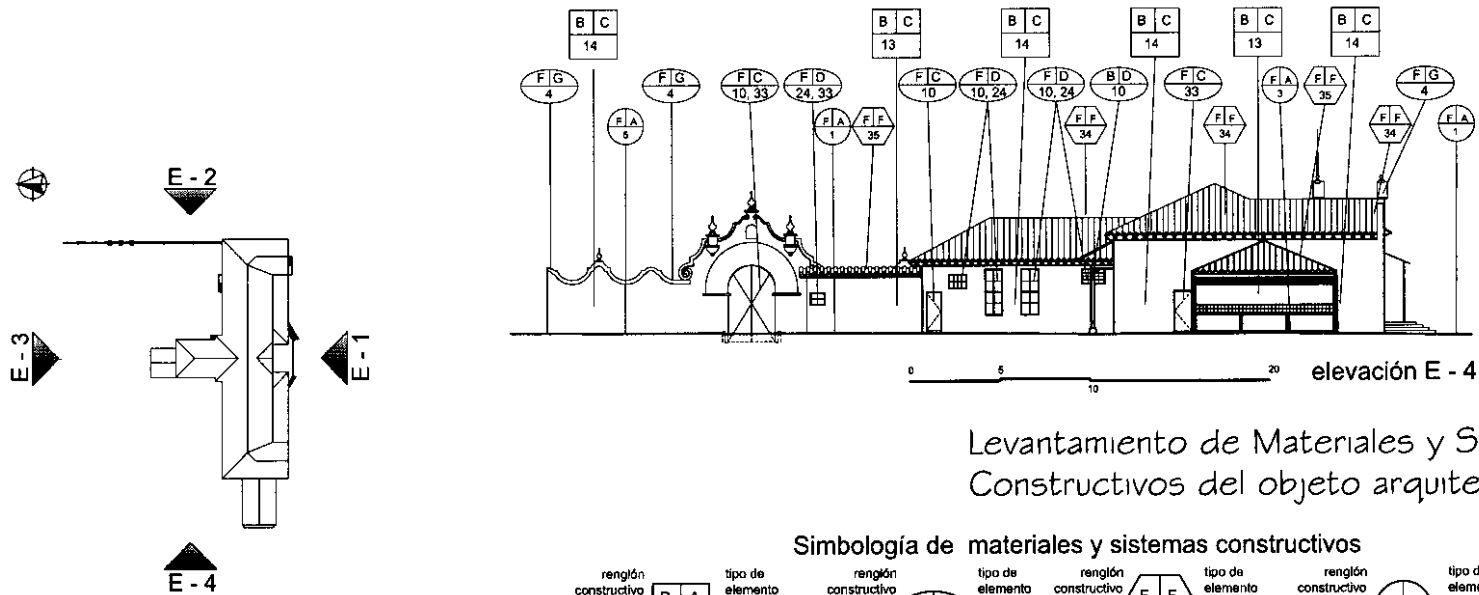 E - 2
E - 3
E - 1
E - 4
B C
14
B C
13
B C
14
B C
14
B C
13
B C
14
F G
4
F A
5
F G
4
F C
10, 33
F D
24, 33
F A
1
F F
35
F C
10
F D
10, 24
F D
10, 24
F F
34
B D
10
F C
33
F F
34
F A
3
F F
35
F F
34
F G
4
F A
1
0 5 10 20
elevación E - 4
Levantamiento de Materiales y S
Constructivos del objeto arquite
Simbología de materiales y sistemas constructivos
renglón constructivo B A tipo de elemento
renglón constructivo tipo de elemento
renglón constructivo F F tipo de elemento
renglón constructivo tipo d elem